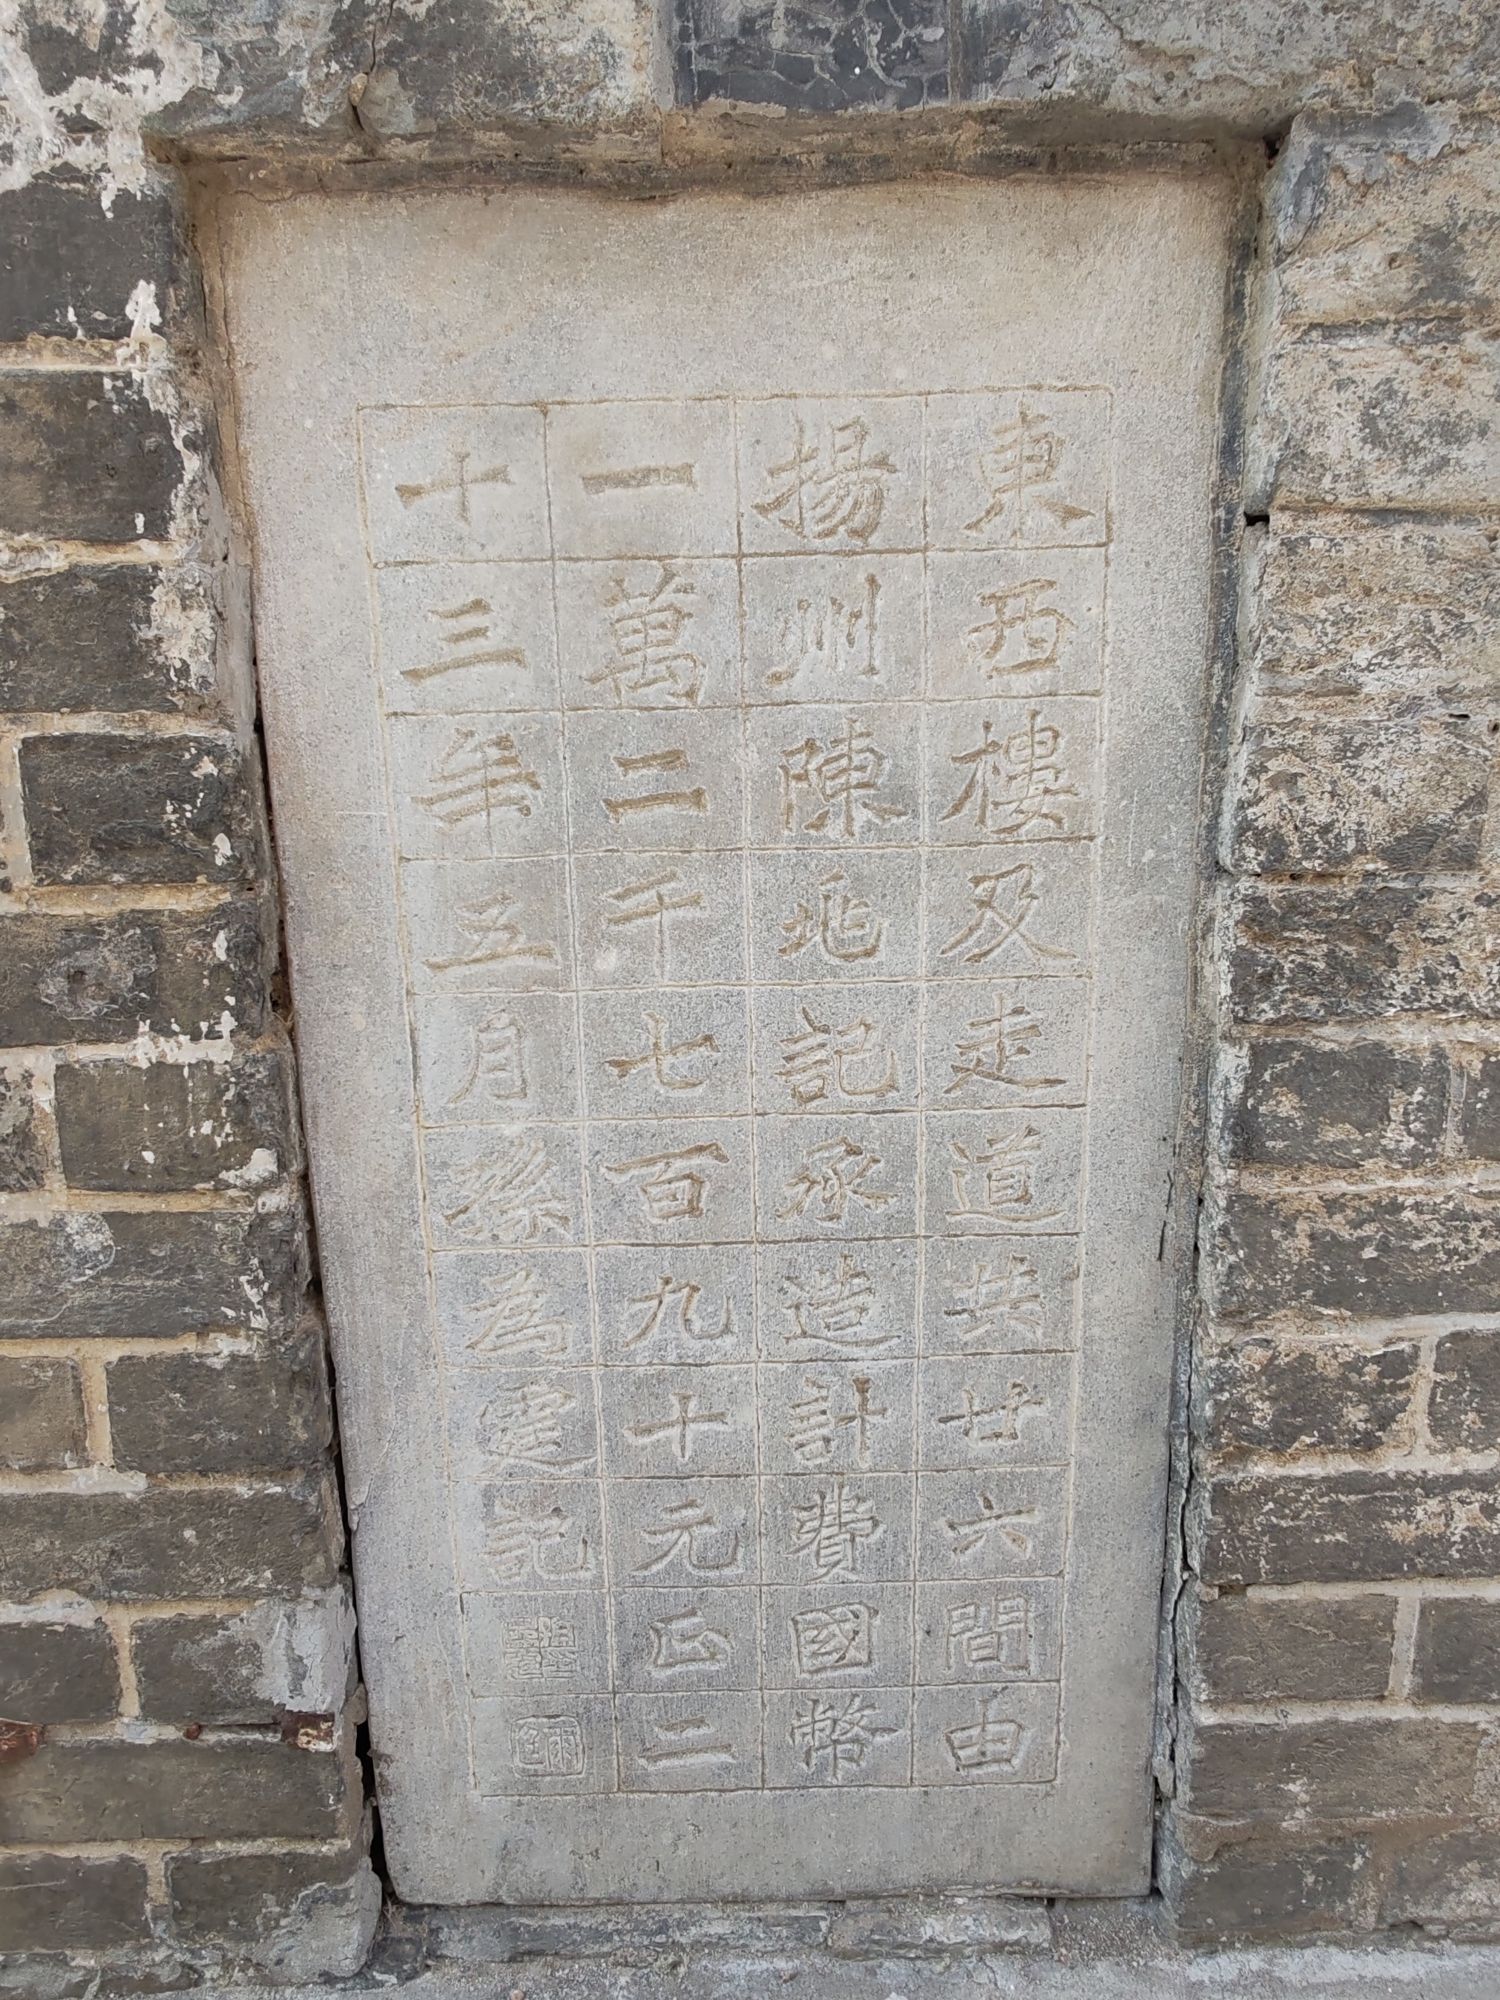 東西樓及走道共廿六間由
揚州陳兆記承造計費國幣
一萬二千七百九十元正二
十三年五月孫為霆記